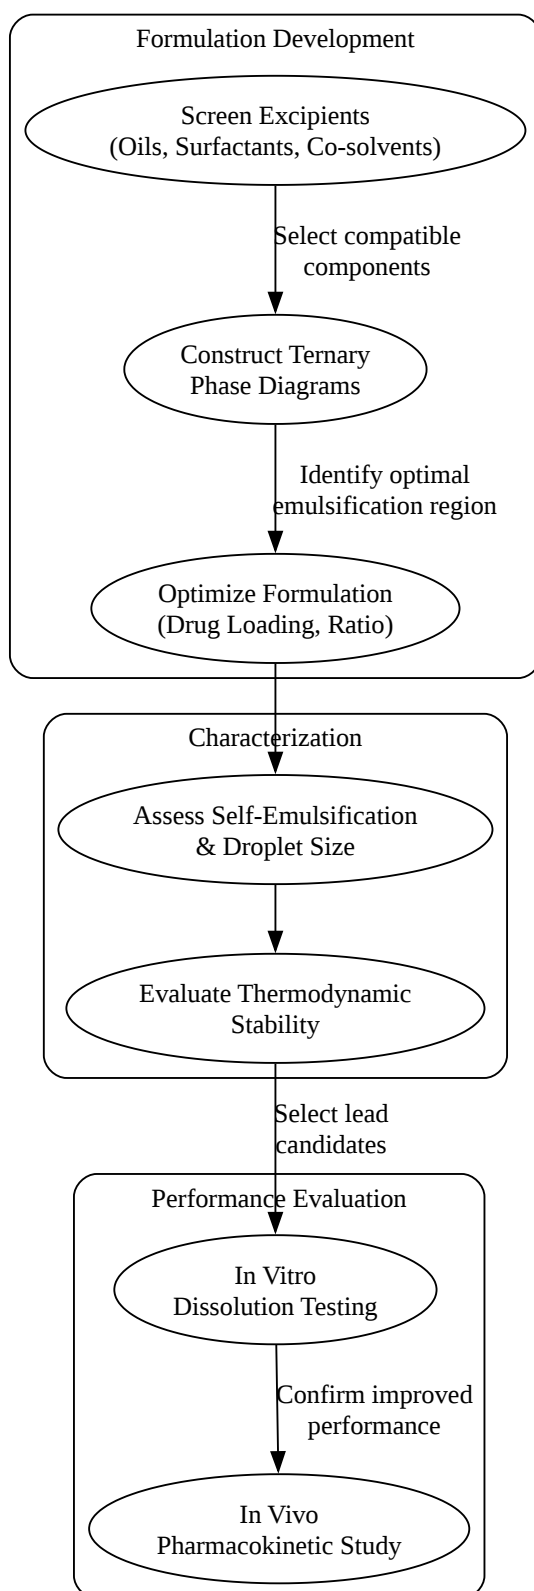 Formulation Development
Screen Excipients
(Oils, Surfactants, Co-solvents)
Select compatible
components
Construct Ternary
Phase Diagrams
Identify optimal
emulsification region
Optimize Formulation
(Drug Loading, Ratio)
Characterization
Assess Self-Emulsification
& Droplet Size
Evaluate Thermodynamic
Stability
Select lead
candidates
Performance Evaluation
In Vitro
Dissolution Testing
Confirm improved
performance
In Vivo
Pharmacokinetic Study